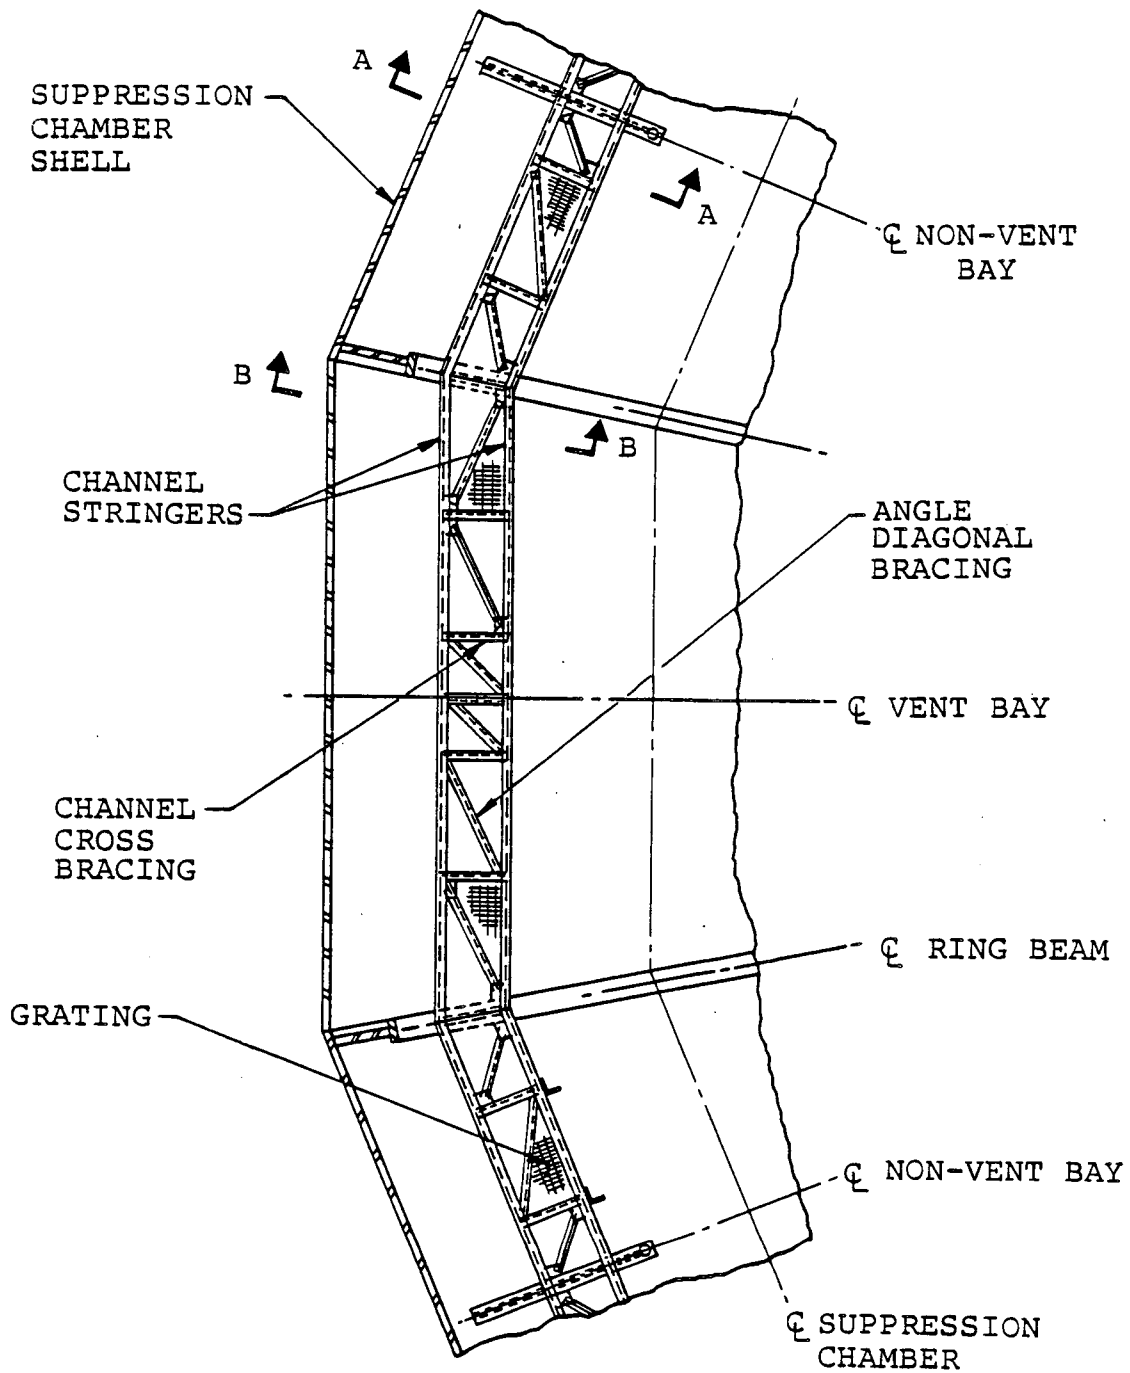 A
SUPPRESSION
CHAMBER
SHELL
A
℄ NON-VENT
BAY
B
B
CHANNEL
STRINGERS
ANGLE
DIAGONAL
BRACING
℄ VENT BAY
CHANNEL
CROSS
BRACING
℄ RING BEAM
GRATING
℄ NON-VENT BAY
℄ SUPPRESSION
CHAMBER